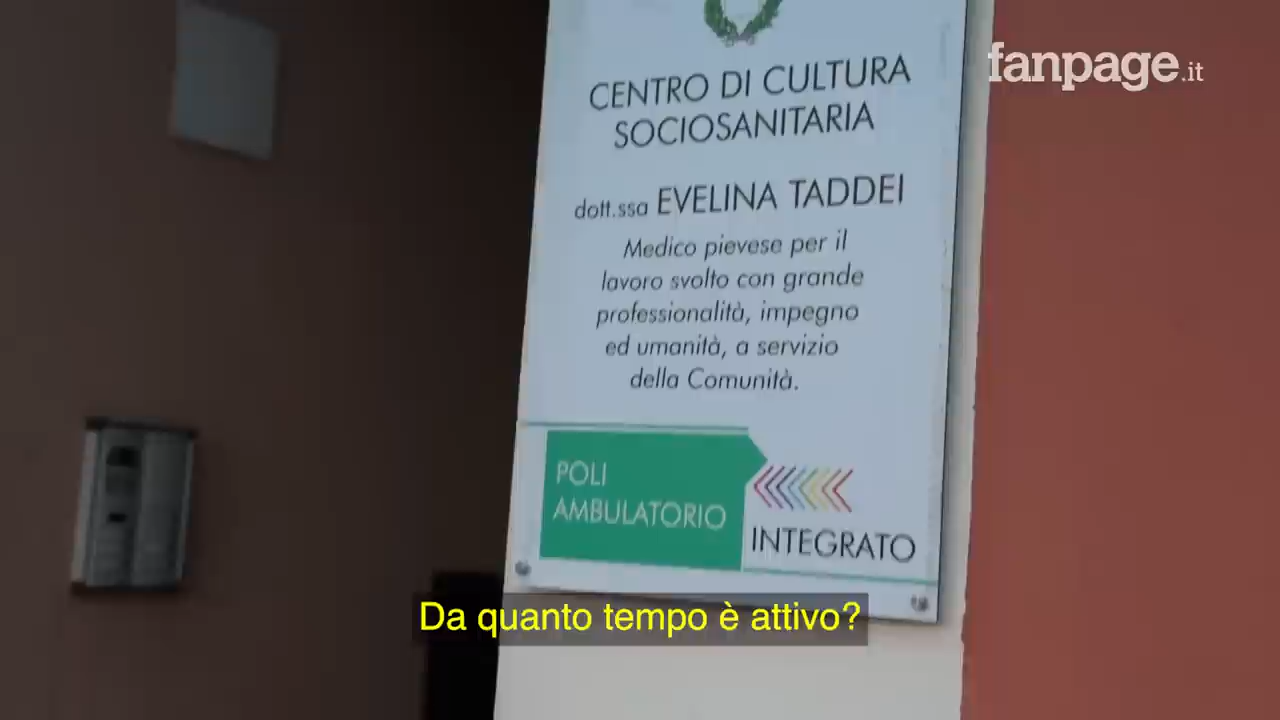 fanpage.it
CENTRO DI CULTURA
SOCIOSANITARIA
dott.ssa EVELINA TADDEI
Medico pievese per il
lavoro svolto con grande
professionalità, impegno
ed umanità, a servizio
della Comunità.
POLI
AMBULATORIO
INTEGRATO
Da quanto tempo è attivo?